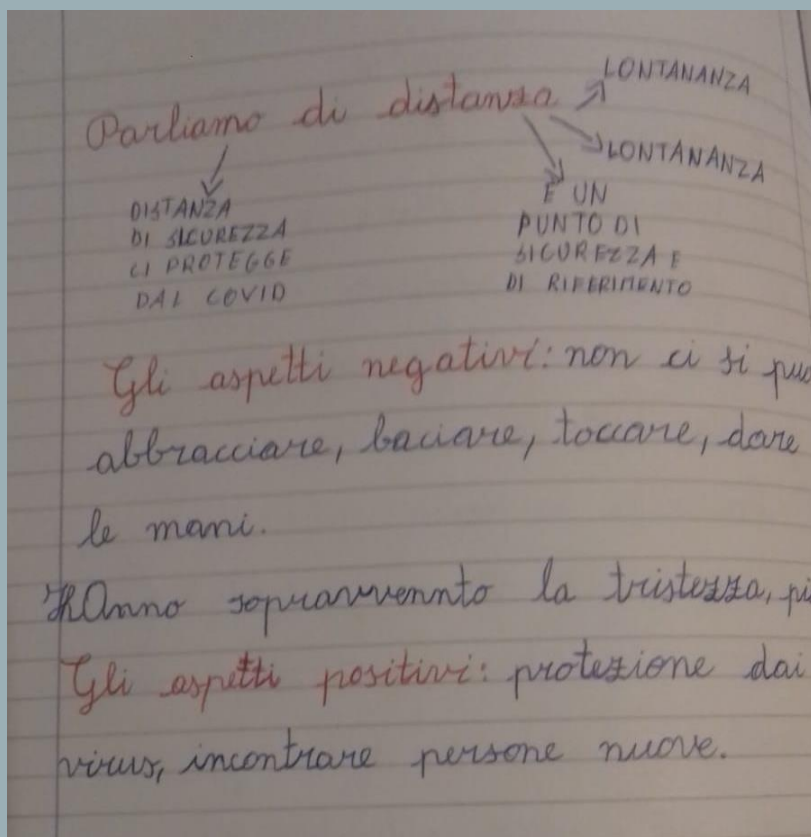 LONTANANZA
Parliamo di distanza
LONTANANZA
DISTANZA
DI SICUREZZA
CI PROTEGGE
DAL COVID
È UN
PUNTO DI
SICUREZZA E
DI RIFERIMENTO
Gli aspetti negativi: non ci si può
abbracciare, baciare, toccare, dare
le mani.
HAnno sopravvennto la tristezza,
Gli aspetti positivi: protezione dai
virus, incontrare persone nuove.